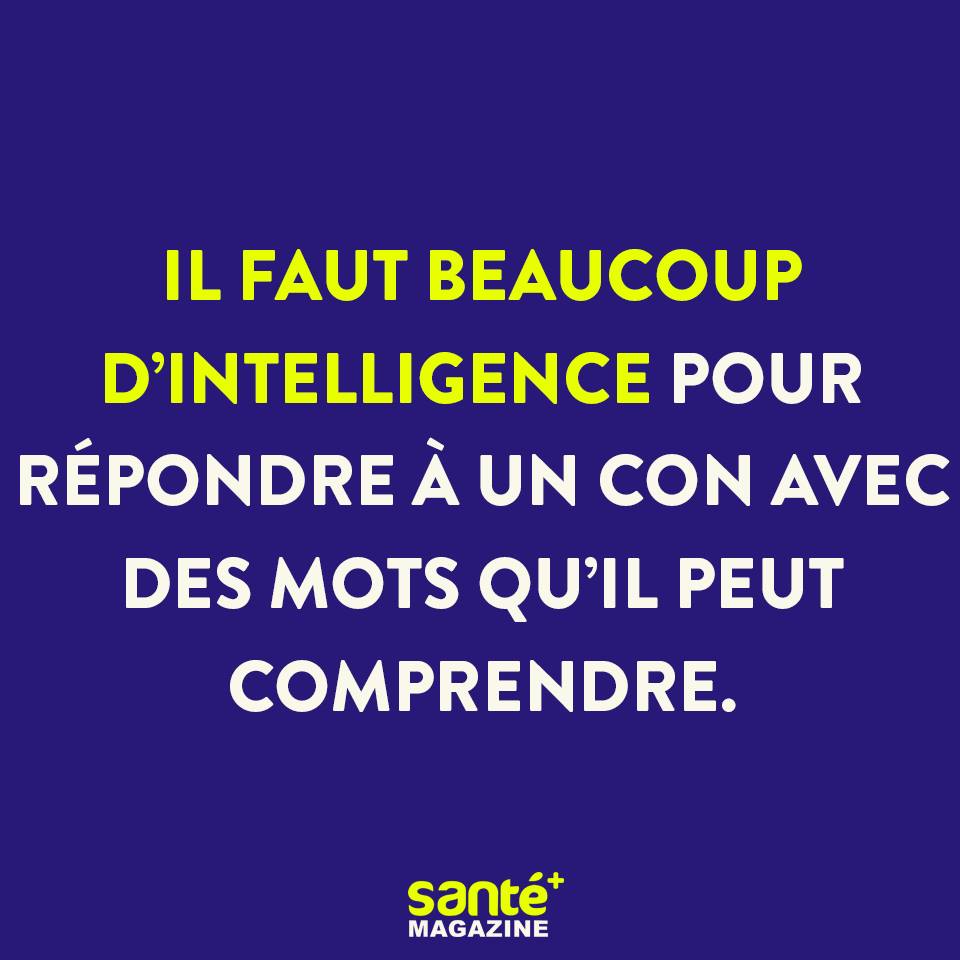 IL FAUT BEAUCOUP
D’INTELLIGENCE POUR
RÉPONDRE À UN CON AVEC
DES MOTS QU’IL PEUT
COMPRENDRE.
santé+
MAGAZINE